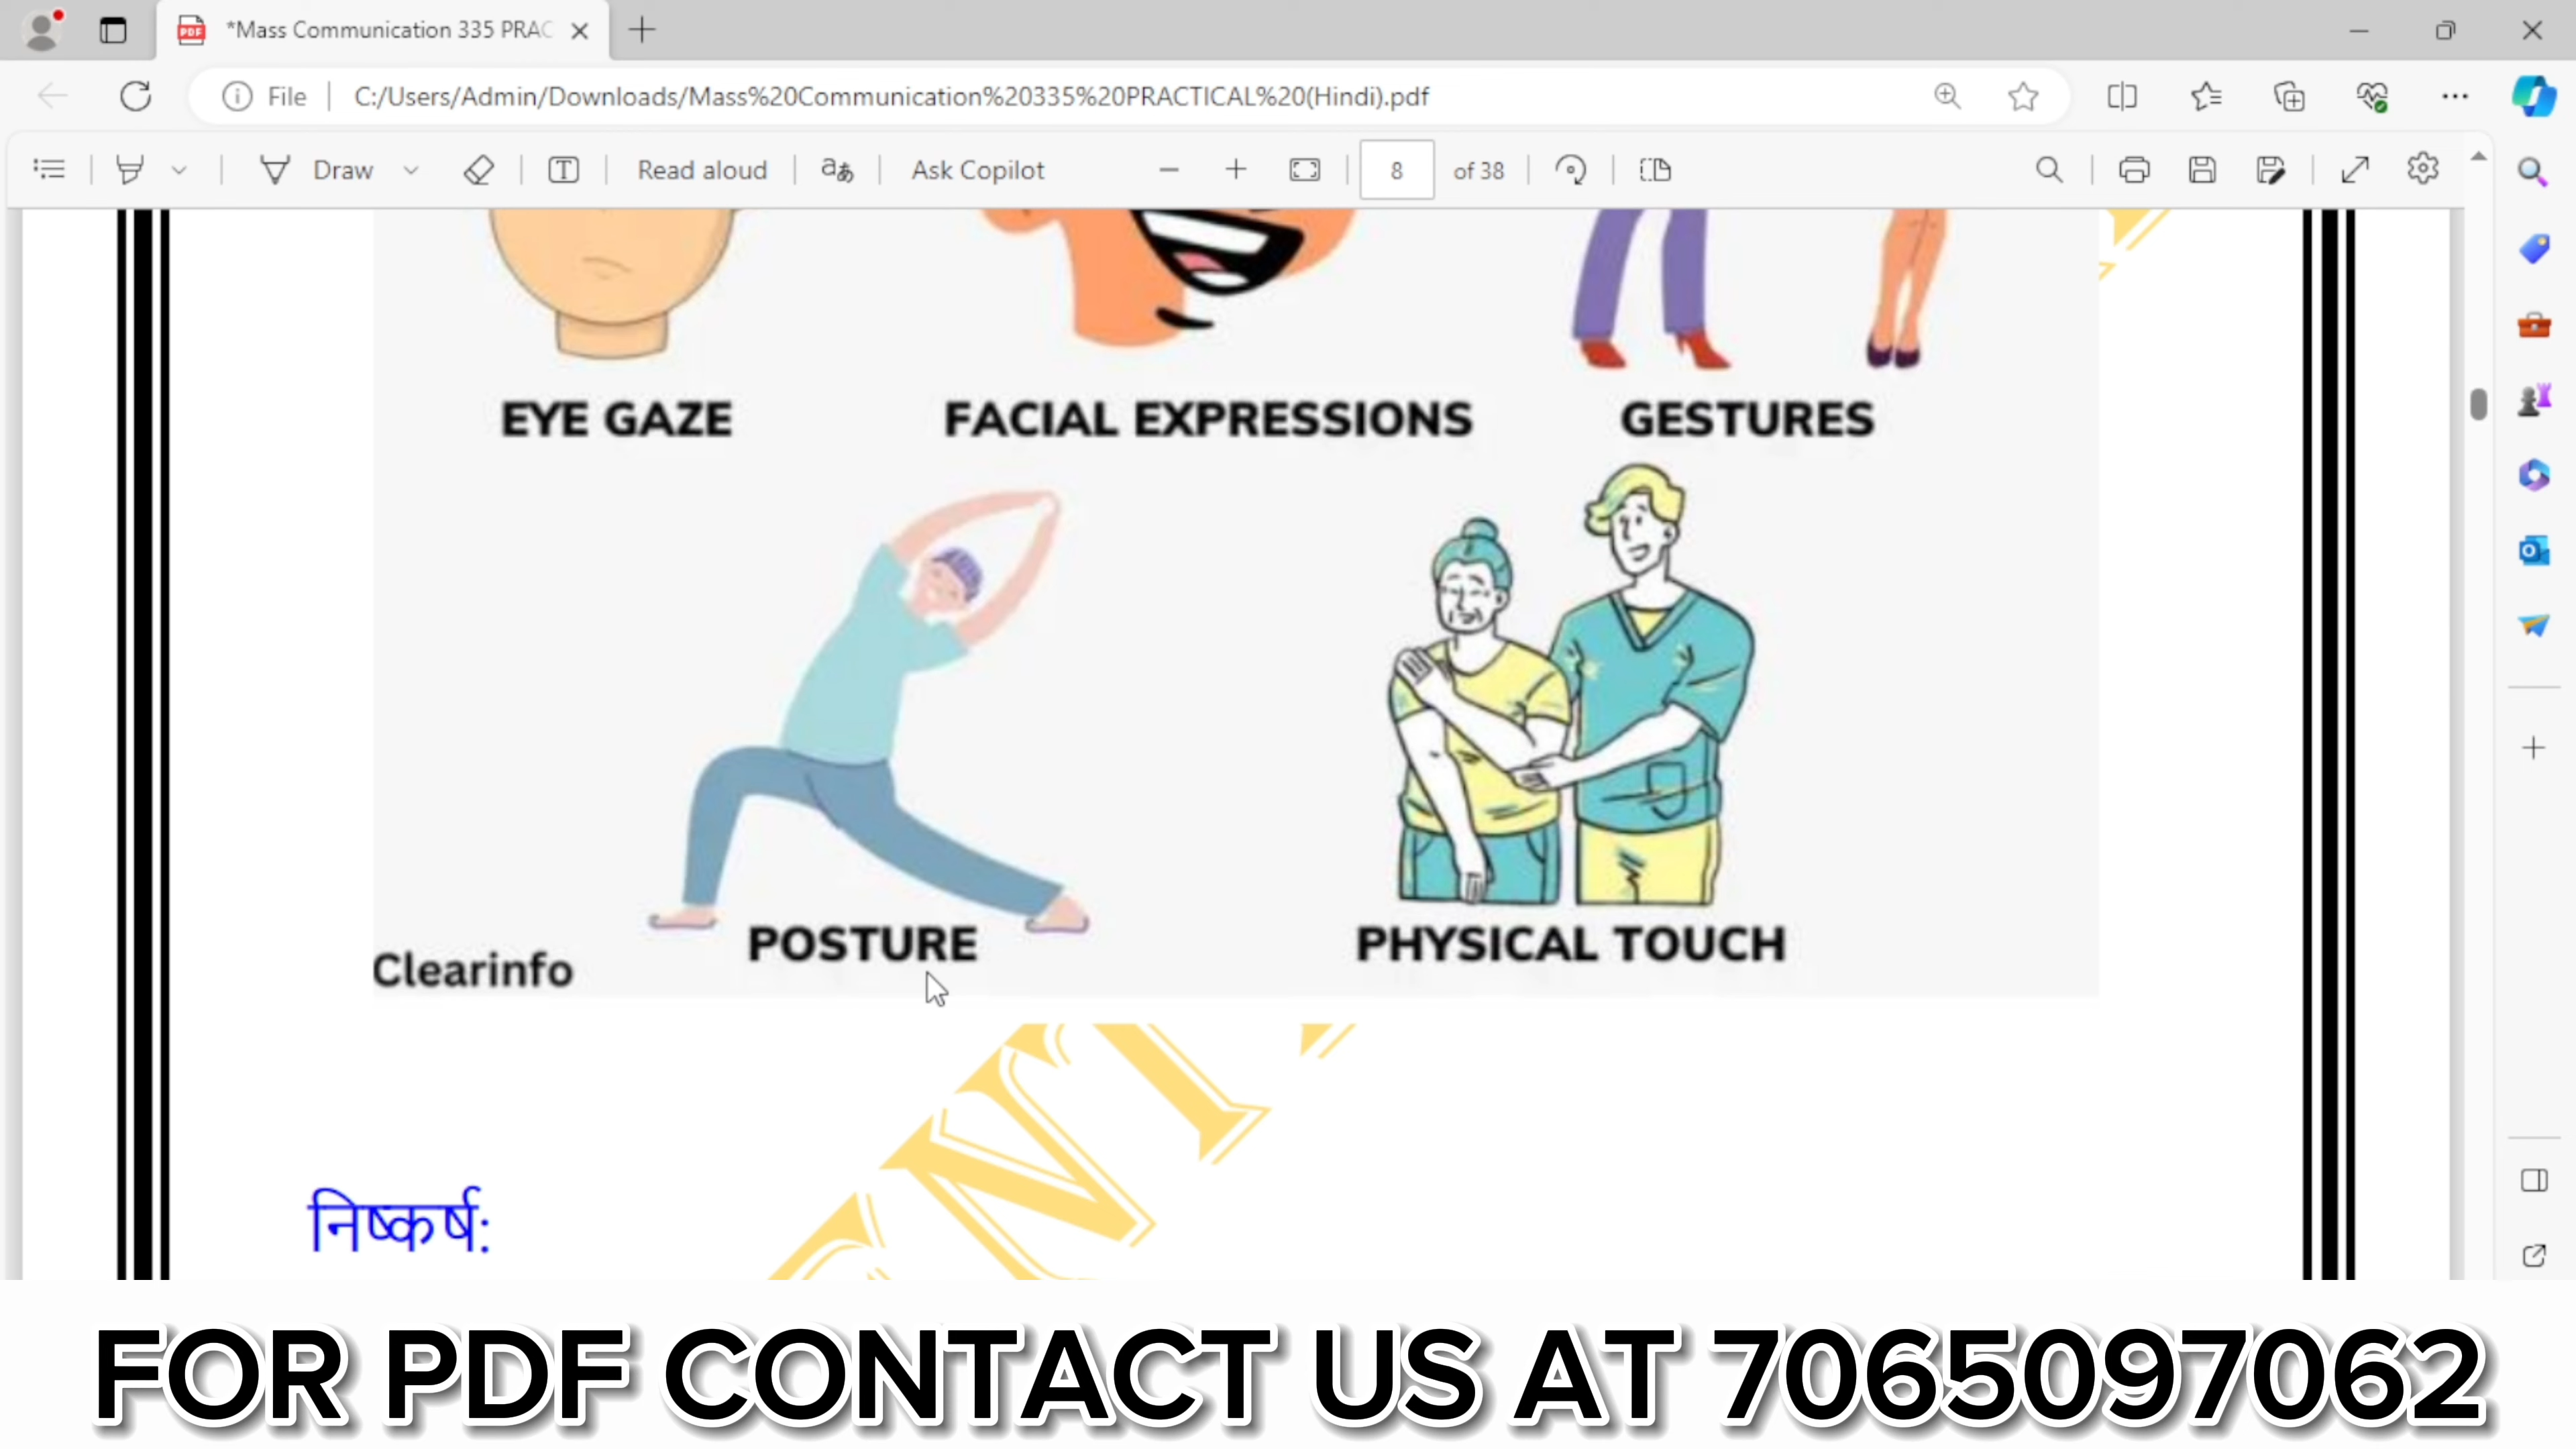 *Mass Communication 335 PRAC
File
C:/Users/Admin/Downloads/Mass%20Communication%20335%20PRACTICAL%20(Hindi).pdf
Draw
Read aloud
aあ
Ask Copilot
8
of 38
EYE GAZE
FACIAL EXPRESSIONS
GESTURES
POSTURE
PHYSICAL TOUCH
Clearinfo
निष्कर्ष:
FOR PDF CONTACT US AT 7065097062